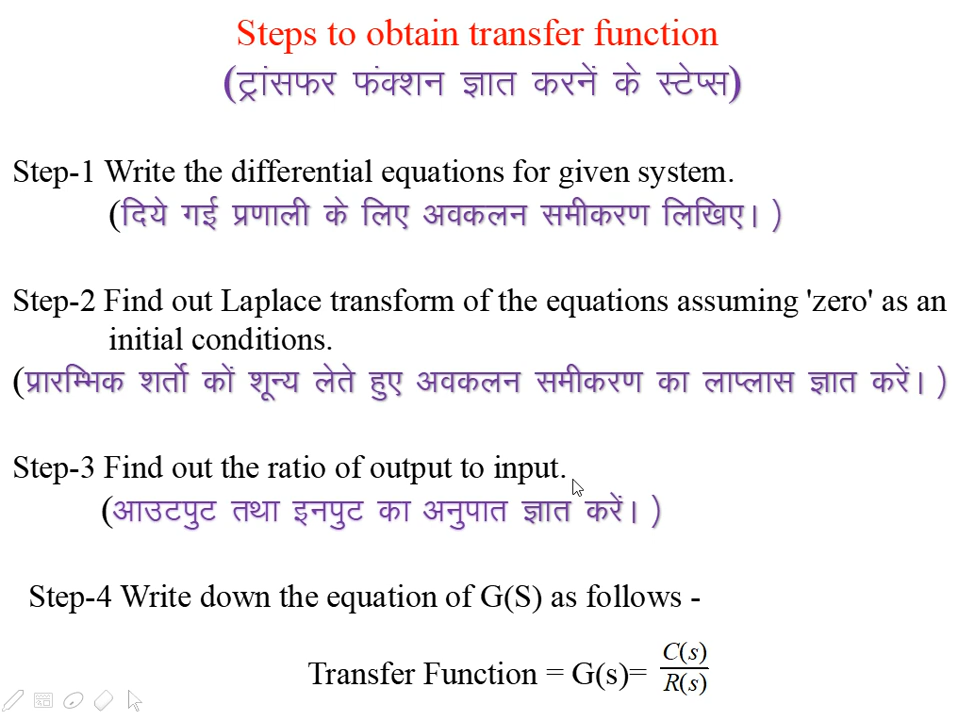 Steps to obtain transfer function
(ट्रांसफर फंक्शन ज्ञात करनें के स्टेप्स)
Step-1 Write the differential equations for given system.
(दिये गई प्रणाली के लिए अवकलन समीकरण लिखिए। )
Step-2 Find out Laplace transform of the equations assuming 'zero' as an
initial conditions.
(प्रारम्भिक शर्तो कों शून्य लेते हुए अवकलन समीकरण का लाप्लास ज्ञात करें। )
Step-3 Find out the ratio of output to input.
(आउटपुट तथा इनपुट का अनुपात ज्ञात करें। )
Step-4 Write down the equation of G(S) as follows -
Transfer Function = G(s)= C(s)/R(s)